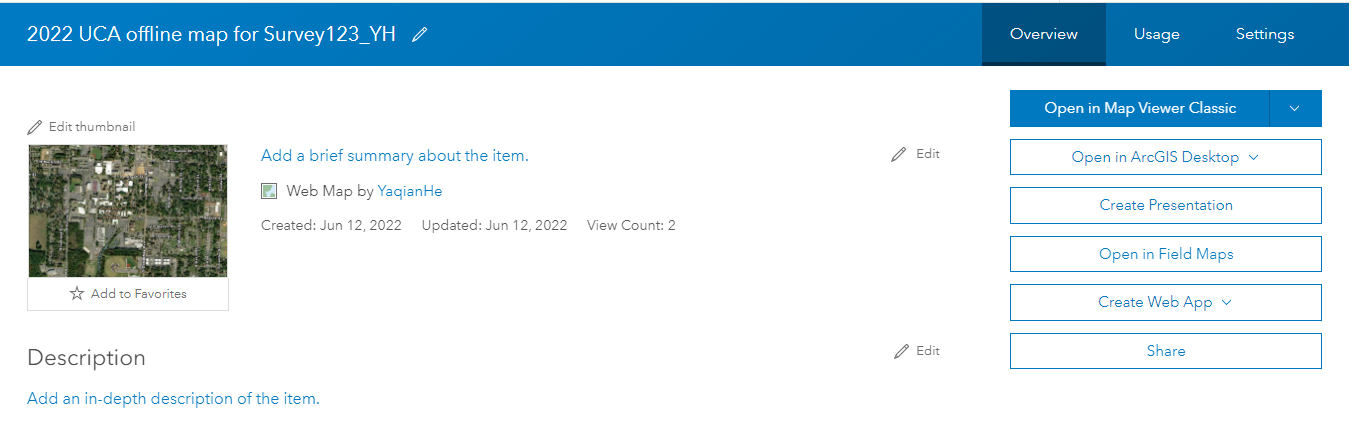 2022 UCA offline map for Survey123_YH
Overview
Usage
Settings
Edit thumbnail
Add to Favorites
Add a brief summary about the item.
Edit
Web Map by YaqianHe
Created: Jun 12, 2022 Updated: Jun 12, 2022 View Count: 2
Description
Edit
Add an in-depth description of the item.
Open in Map Viewer Classic
Open in ArcGIS Desktop
Create Presentation
Open in Field Maps
Create Web App
Share